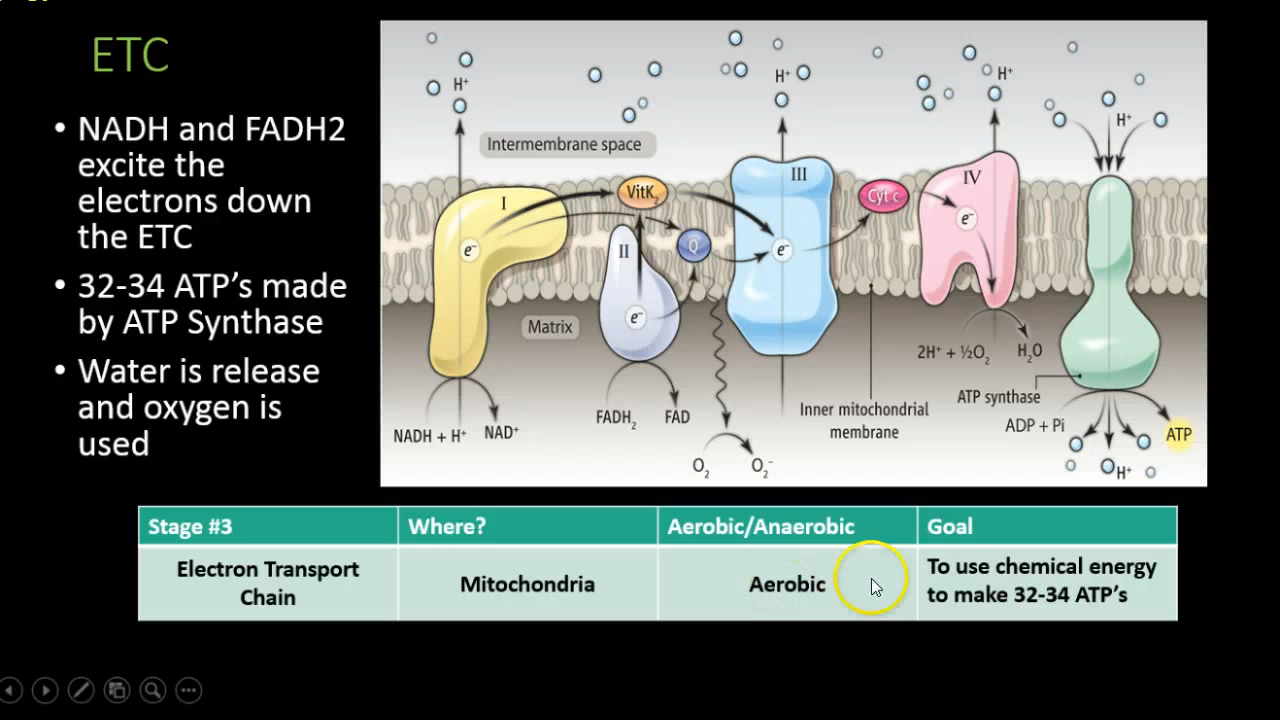 ETC
• NADH and FADH2
excite the
electrons down
the ETC
• 32-34 ATP's made
by ATP Synthase
• Water is release
and oxygen is
used
H⁺
H⁺
H⁺
H⁺
Intermembrane space
I
VitK₂
III
Cyt c
IV
e⁻
II
Q
e⁻
e⁻
e⁻
Matrix
2H⁺ + ½O₂
H₂O
ATP synthase
NADH + H⁺
NAD⁺
FADH₂
FAD
Inner mitochondrial
membrane
ADP + Pi
ATP
O₂
O₂⁻
H⁺
Stage #3 Where? Aerobic/Anaerobic Goal
Electron Transport
Chain
Mitochondria
Aerobic
To use chemical energy
to make 32-34 ATP's